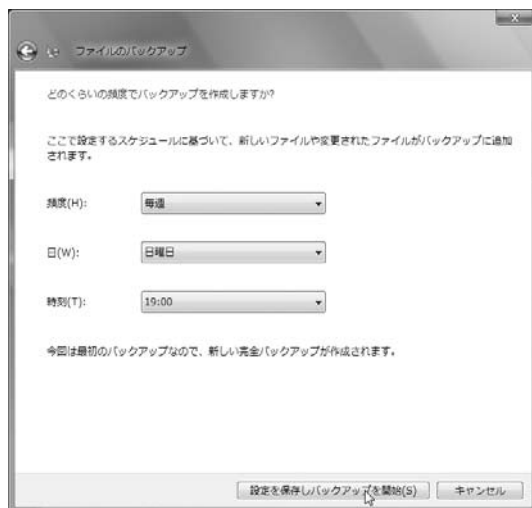 ファイルのバックアップ
どのくらいの頻度でバックアップを作成しますか?
ここで設定するスケジュールに基づいて、新しいファイルや変更されたファイルがバックアップに追加
されます。
頻度(H): 毎週
日(W): 日曜日
時刻(T): 19:00
今回は最初のバックアップなので、新しい完全バックアップが作成されます。
設定を保存しバックアップを開始(S) キャンセル